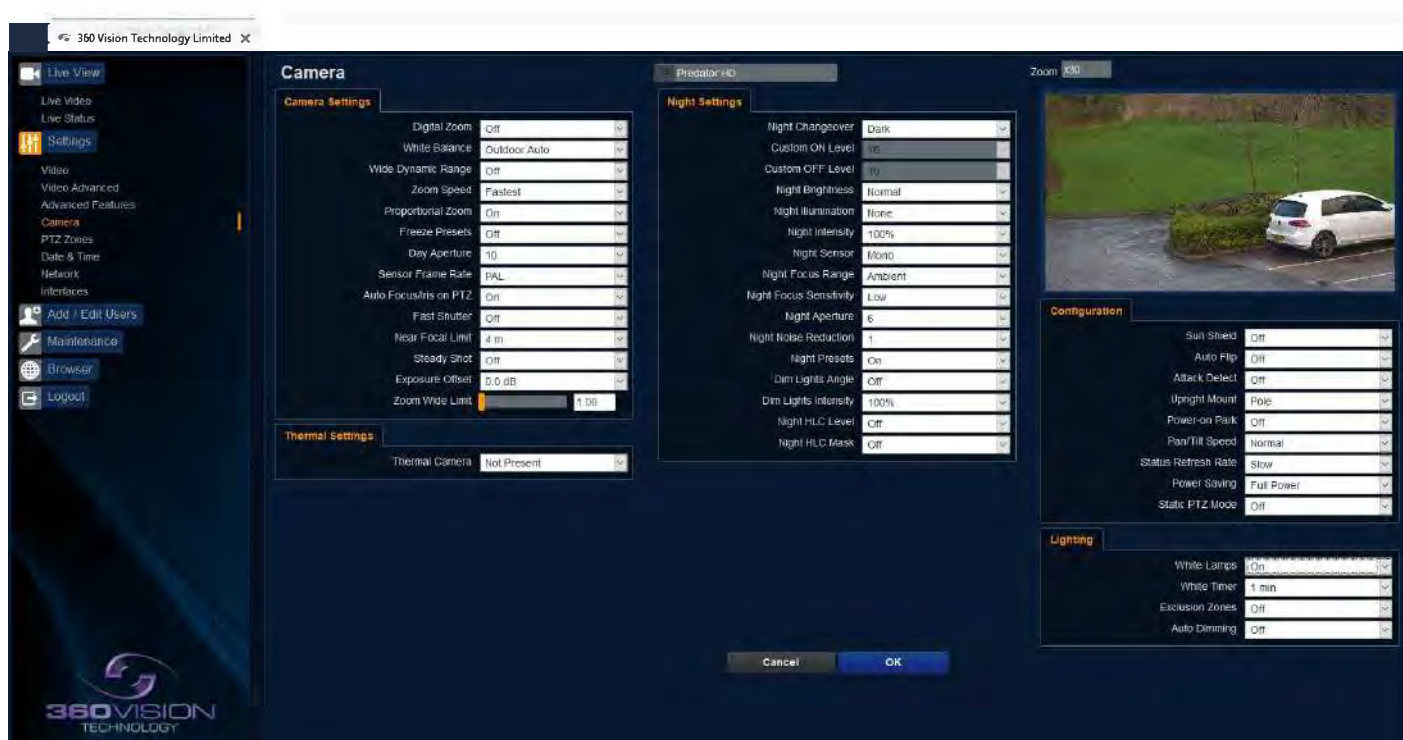 360 Vision Technology Limited
Live View
Live Video
Live Status
Settings
Video
Video Advanced
Advanced Features
Camera
PTZ Zones
Date & Time
Network
Interfaces
Add / Edit Users
Maintenance
Browser
Logout
360VISION
TECHNOLOGY
Camera
Predator HD
Zoom X30
Camera Settings
Digital Zoom Off
White Balance Outdoor Auto
Wide Dynamic Range Off
Zoom Speed Fastest
Proportional Zoom On
Freeze Presets Off
Day Aperture 10
Sensor Frame Rate PAL
Auto Focus/Iris on PTZ On
Fast Shutter Off
Near Focal Limit 4 m
Steady Shot Off
Exposure Offset 0.0 dB
Zoom Wide Limit 1.00
Thermal Settings
Thermal Camera Not Present
Night Settings
Night Changeover Dark
Custom ON Level
Custom OFF Level
Night Brightness Normal
Night Illumination None
Night Intensity 100%
Night Sensor Mono
Night Focus Range Ambient
Night Focus Sensitivity Low
Night Aperture 6
Night Noise Reduction 1
Night Presets On
Dim Lights Angle Off
Dim Lights Intensity 100%
Night HLC Level Off
Night HLC Mask Off
Configuration
Sun Shield Off
Auto Flip Off
Attack Detect Off
Upright Mount Pole
Power-on Park Off
Pan/Tilt Speed Normal
Status Refresh Rate Slow
Power Saving Full Power
Static PTZ Mode Off
Lighting
White Lamps On
White Timer 1 min
Exclusion Zones Off
Auto Dimming Off
Cancel
OK